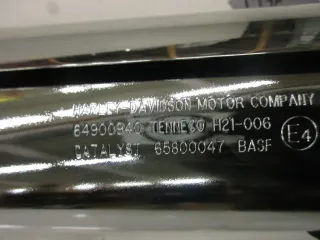 HARLEY-DAVIDSON MOTOR COMPANY
64900940 TENNECO H21-006
CATALYST 65800047 BASF
E4